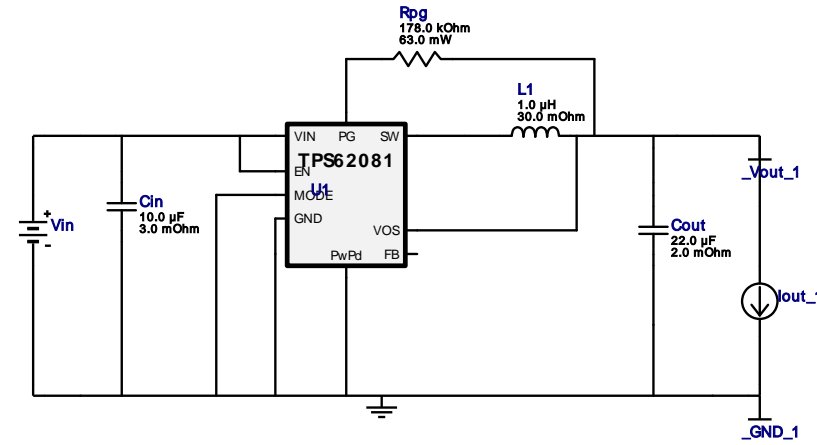 Rpg
178.0 kOhm
63.0 mW
L1
1.0 µH
30.0 mOhm
VIN PG SW
TPS62081
EN
U1
MODE
GND
VOS
PwPd FB
Cin
10.0 µF
3.0 mOhm
+
Vin
-
Cout
22.0 µF
2.0 mOhm
_Vout_1
Iout_1
_GND_1